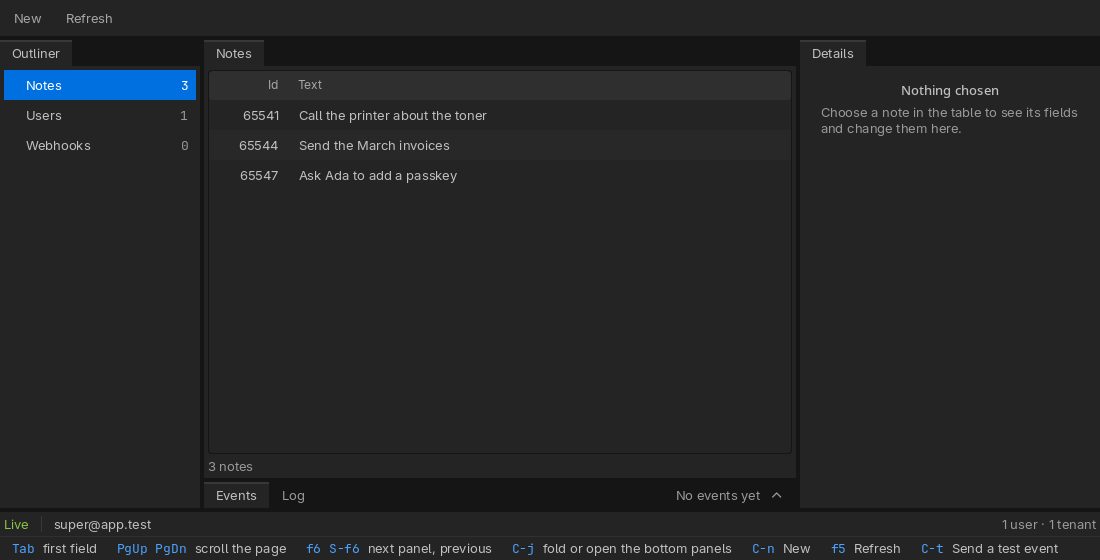 New Refresh
Outliner
Notes 3
Users 1
Webhooks 0
Notes
Id Text
65541 Call the printer about the toner
65544 Send the March invoices
65547 Ask Ada to add a passkey
3 notes
Events Log No events yet
Details
Nothing chosen
Choose a note in the table to see its fields
and change them here.
Live super@app.test 1 user · 1 tenant
Tab first field PgUp PgDn scroll the page f6 S-f6 next panel, previous C-j fold or open the bottom panels C-n New f5 Refresh C-t Send a test event